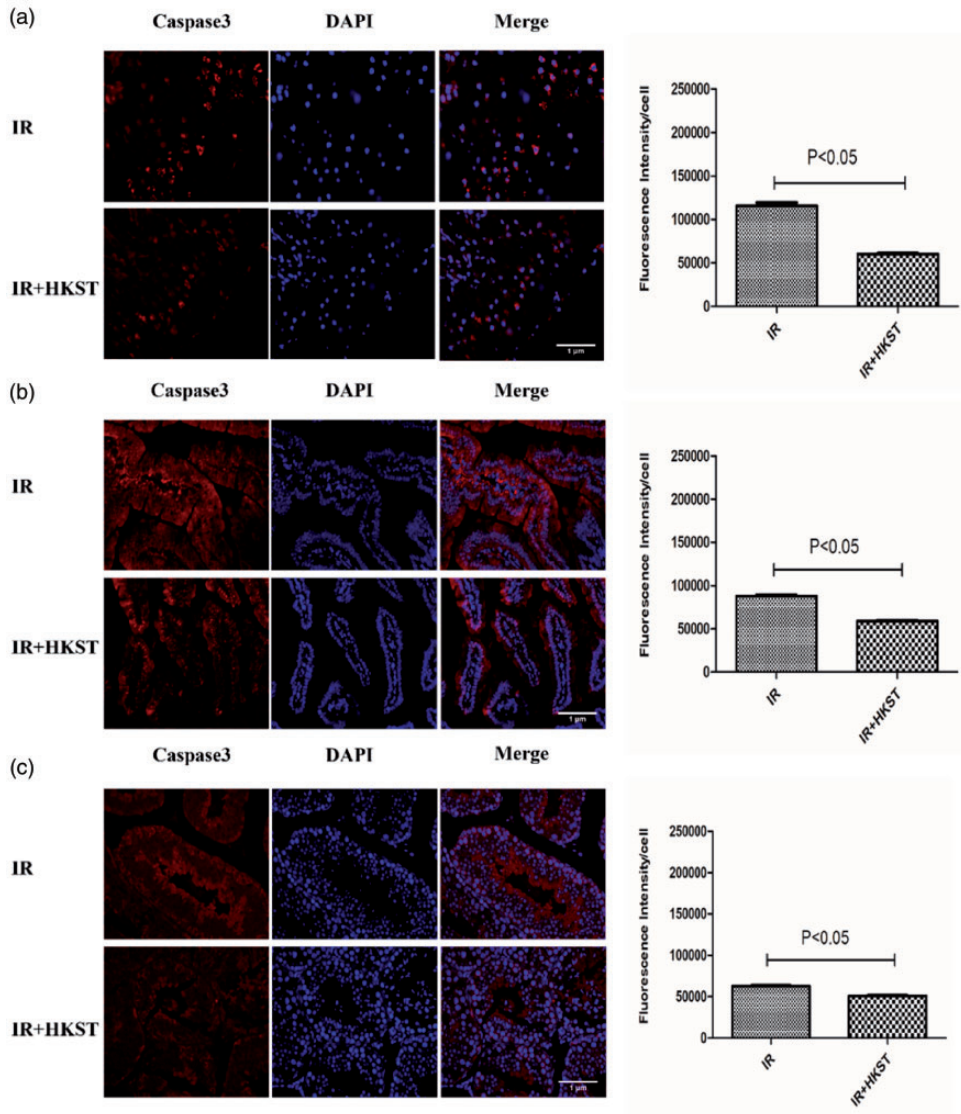 (a)
Caspase3 DAPI Merge
IR
IR+HKST
1 μm
Fluorescence Intensity/cell
250000
200000
150000
100000
50000
0
P<0.05
IR
IR+HKST
(b)
Caspase3 DAPI Merge
IR
IR+HKST
1 μm
Fluorescence Intensity/cell
250000
200000
150000
100000
50000
0
P<0.05
IR
IR+HKST
(c)
Caspase3 DAPI Merge
IR
IR+HKST
1 μm
Fluorescence Intensity/cell
250000
200000
150000
100000
50000
0
P<0.05
IR
IR+HKST